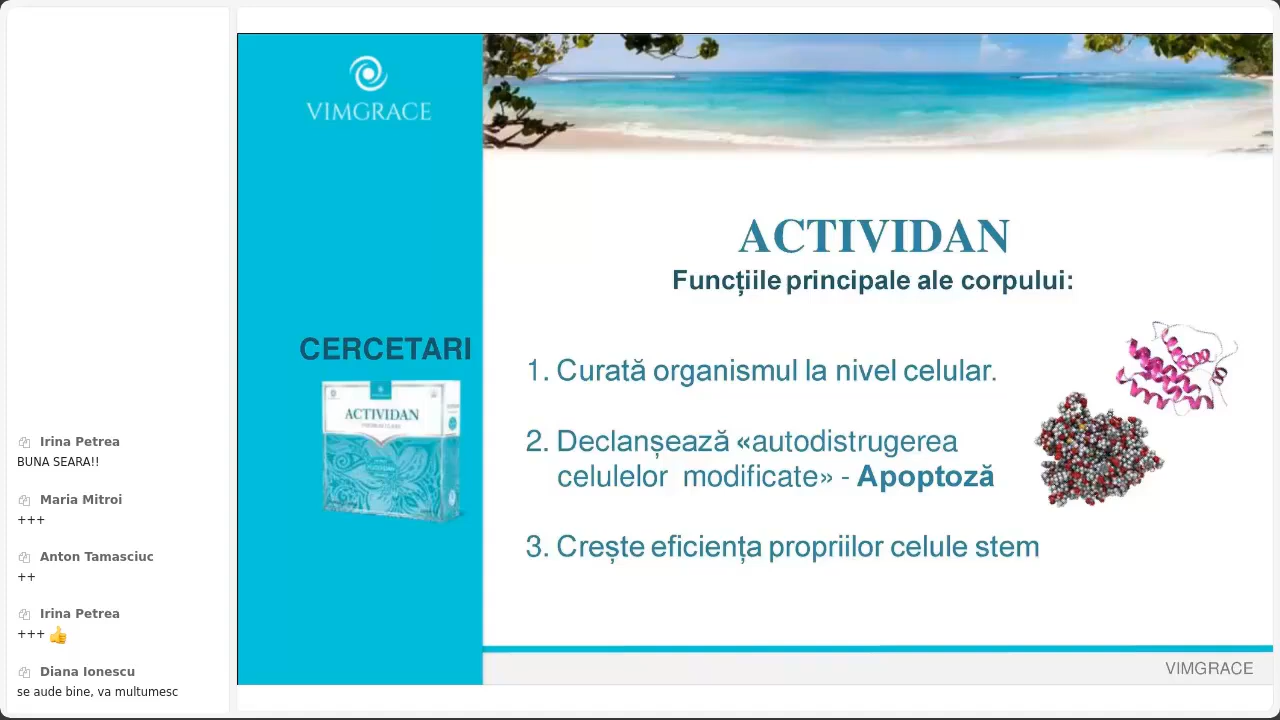 Irina Petrea
BUNA SEARA!!
Maria Mitroi
+++
Anton Tamasciuc
++
Irina Petrea
+++ 👍
Diana Ionescu
se aude bine, va multumesc
VIMGRACE
CERCETARI
ACTIVIDAN
ACTIVIDAN
Funcțiile principale ale corpului:
1. Curată organismul la nivel celular.
2. Declanșează «autodistrugerea
celulelor modificate» - Apoptoză
3. Crește eficiența propriilor celule stem
VIMGRACE